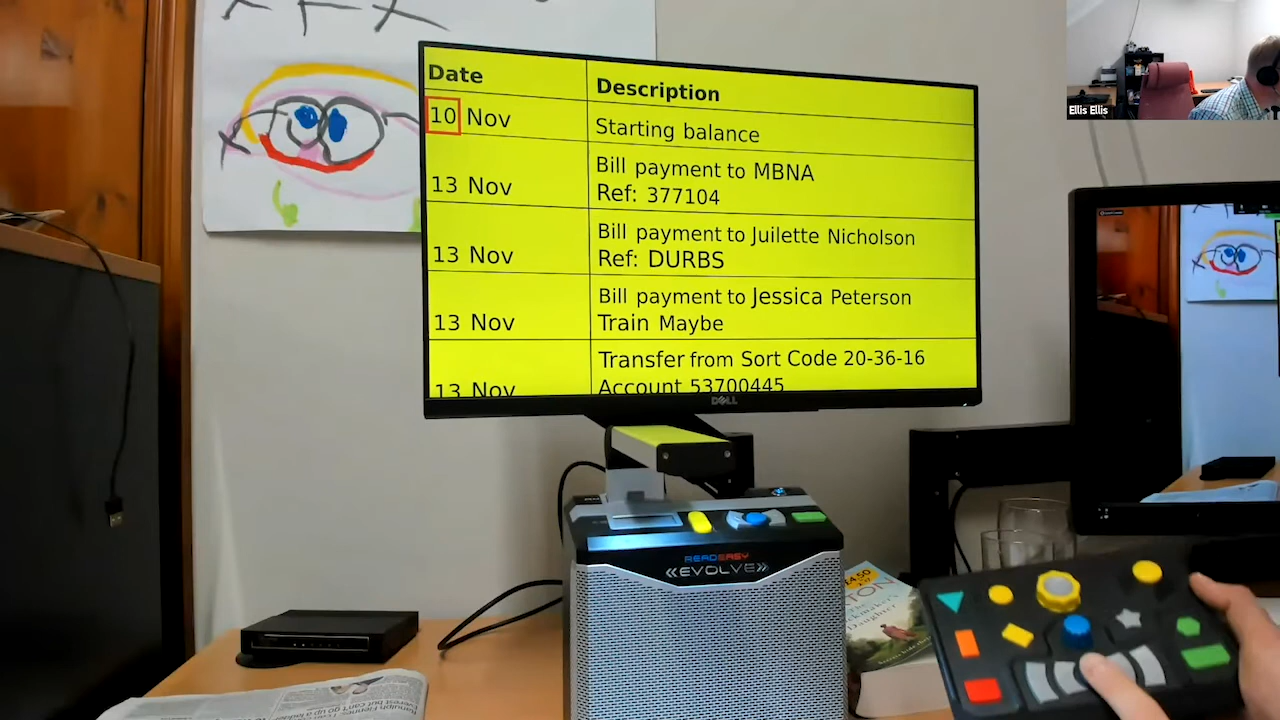 Ellis Ellis
Date Description
10 Nov Starting balance
13 Nov Bill payment to MBNA
Ref: 377104
13 Nov Bill payment to Juilette Nicholson
Ref: DURBS
13 Nov Bill payment to Jessica Peterson
Train Maybe
13 Nov Transfer from Sort Code 20-36-16
Account 53700445
DELL
READEASY
«EVOLVE»